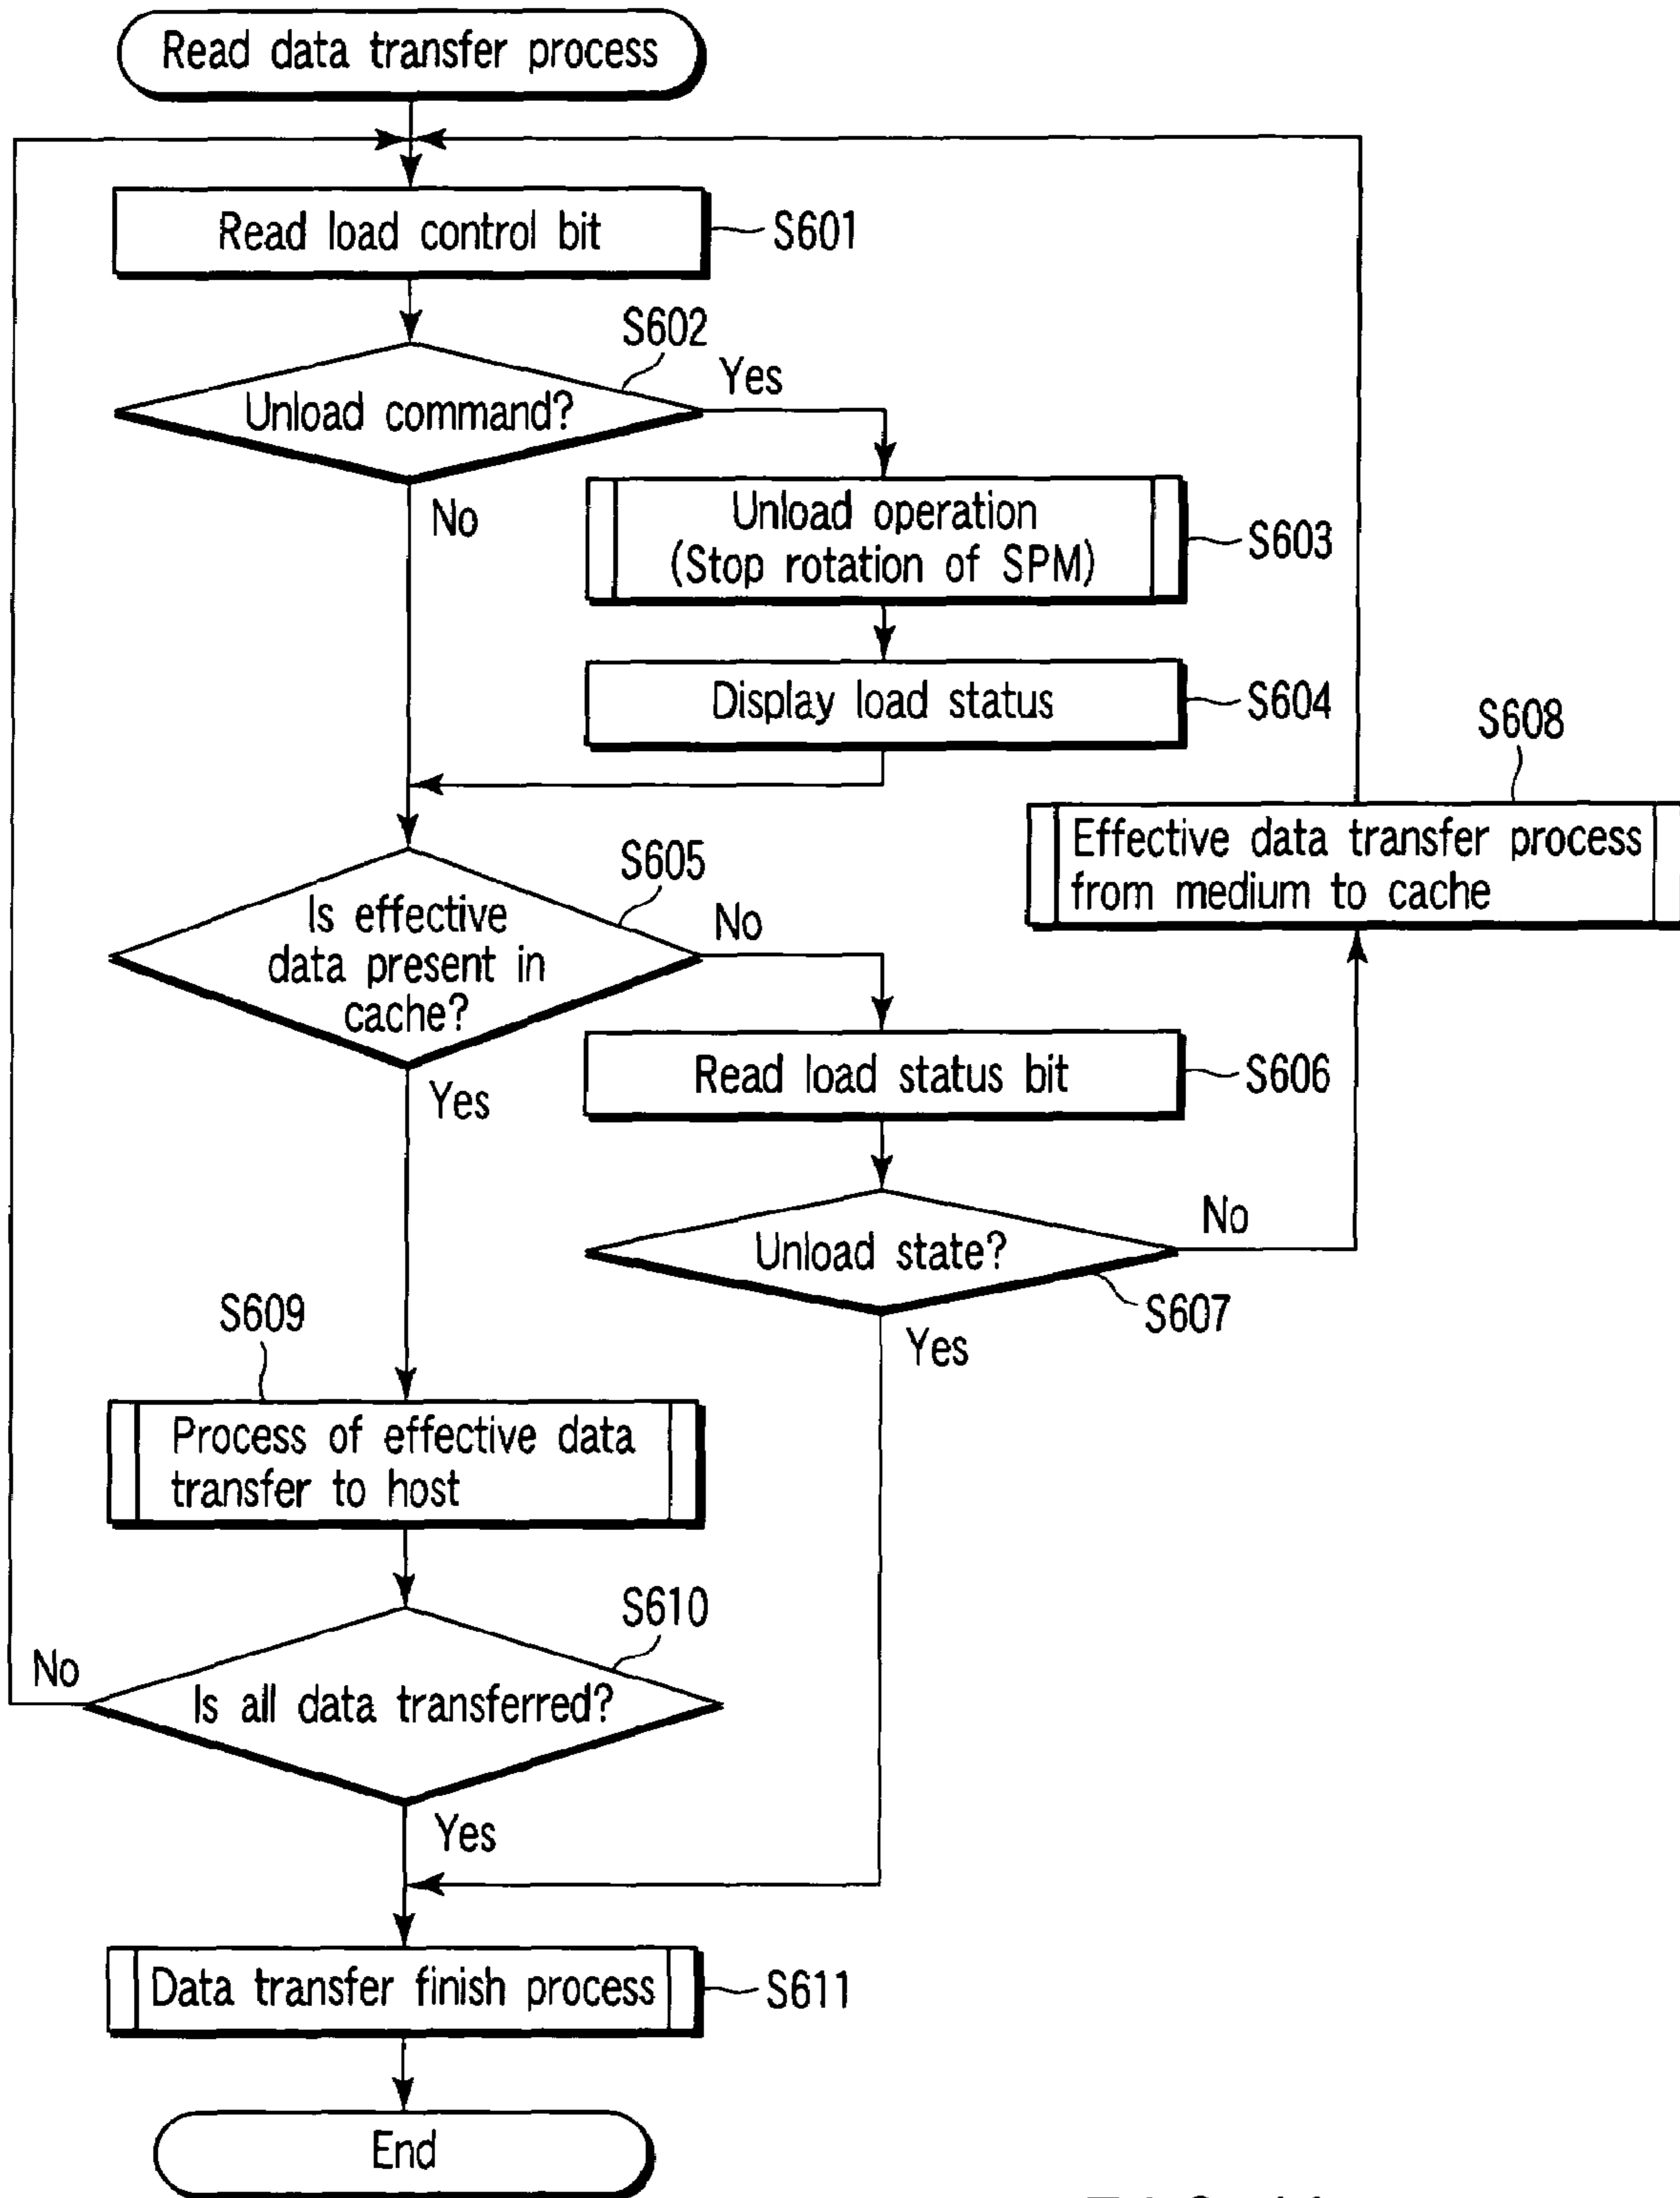 Read data transfer process
Read load control bit
S601
S602
Unload command?
Yes
No
Unload operation
(Stop rotation of SPM)
S603
Display load status
S604
S605
Is effective
data present in
cache?
No
Yes
Read load status bit
S606
Unload state?
S607
No
Yes
S608
Effective data transfer process
from medium to cache
S609
Process of effective data
transfer to host
S610
Is all data transferred?
No
Yes
Data transfer finish process
S611
End